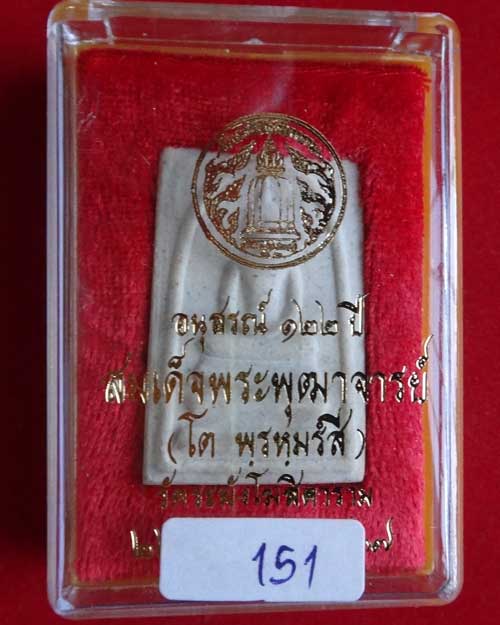 อนุสรณ์ ๑๒๒ ปี
สมเด็จพระพุฒาจารย์
(โต พฺรหฺมรํสี)
วัดระฆังโฆสิตาราม
151